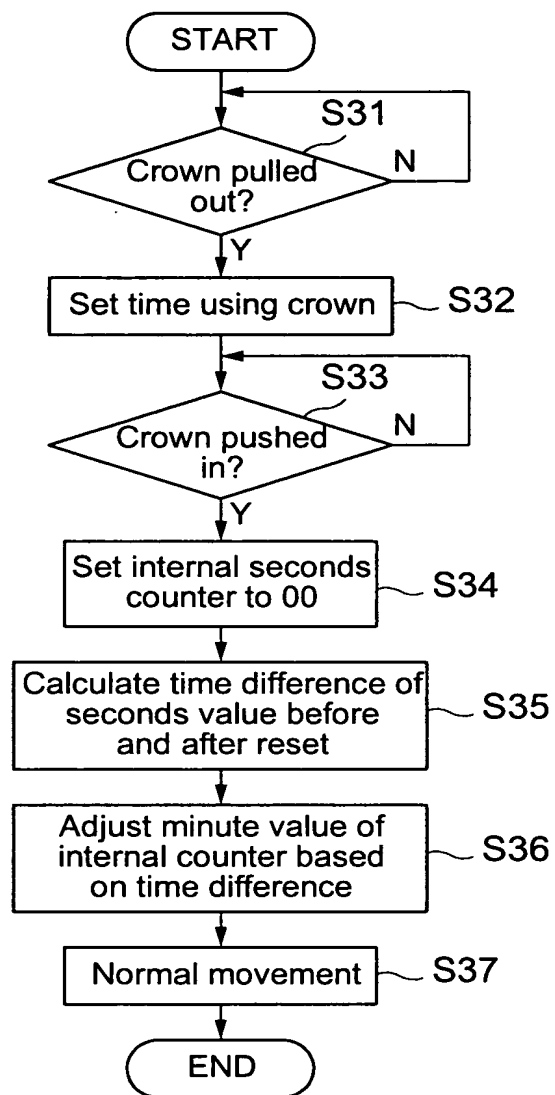 START
S31
Crown pulled
out?
N
Y
Set time using crown
S32
S33
Crown pushed
in?
N
Y
Set internal seconds
counter to 00
S34
Calculate time difference of
seconds value before
and after reset
S35
Adjust minute value of
internal counter based
on time difference
S36
Normal movement
S37
END